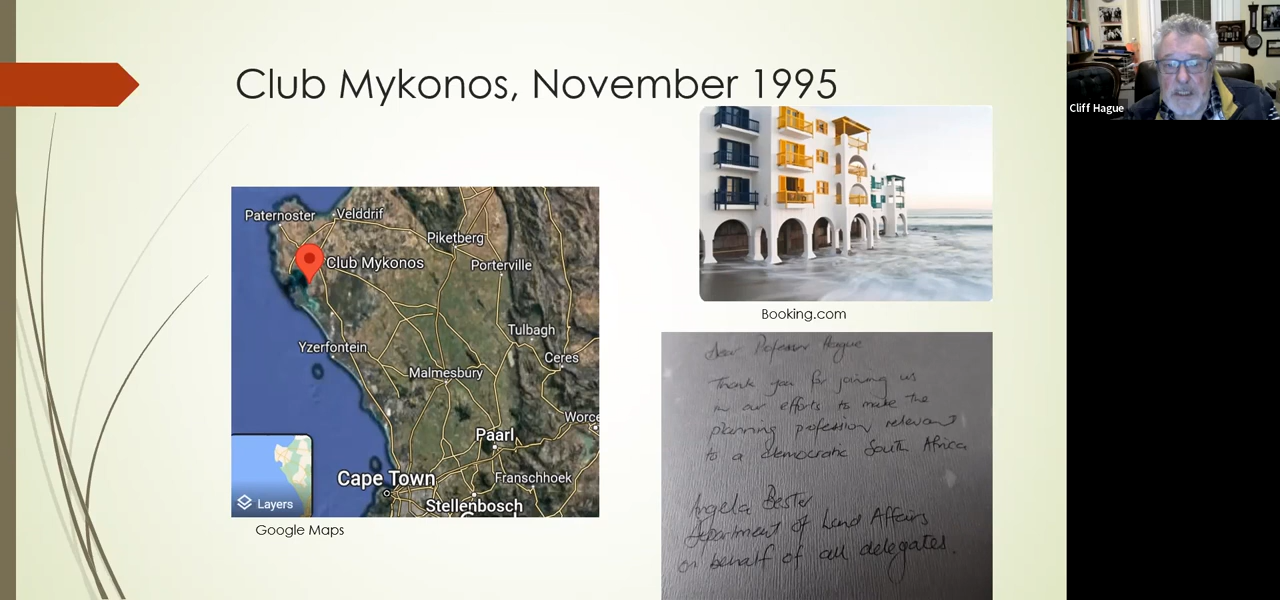 Club Mykonos, November 1995
Cliff Hague
Paternoster
Velddrif
Piketberg
Club Mykonos
Porterville
Tulbagh
Yzerfontein
Ceres
Malmesbury
Worce
Paarl
Cape Town
Franschhoek
Layers
Stellenbosch
Google Maps
Booking.com
Dear Professor Hague
Thank you for joining us
in our efforts to make the
planning profession relevant
to a democratic South Africa
Angela Bester
Department of Land Affairs
on behalf of all delegates.